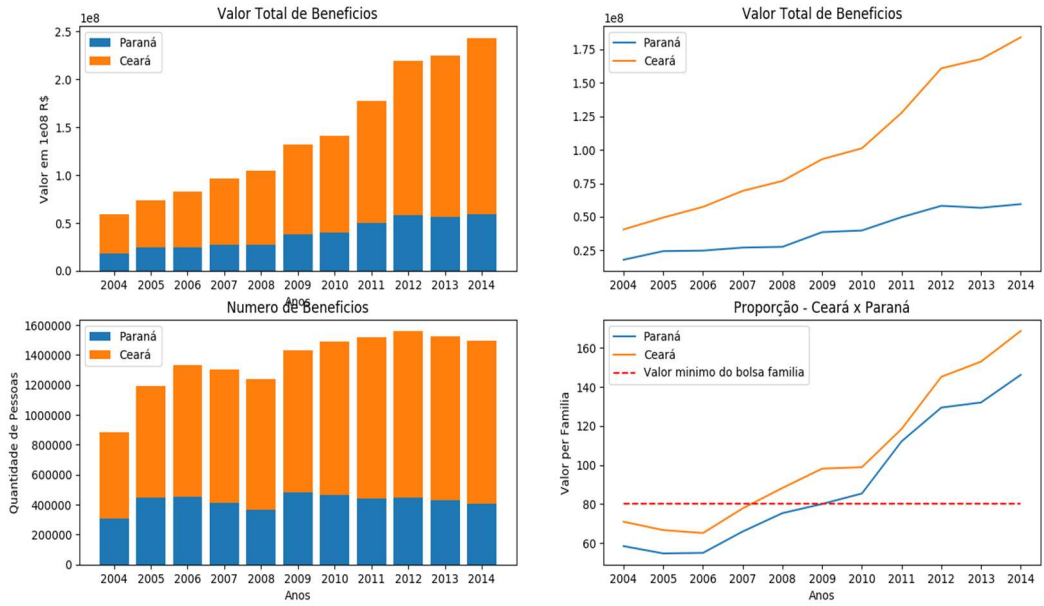 Valor Total de Beneficios
1e8
2.5
2.0
1.5
1.0
0.5
0.0
Valor em 1e08 R$
Paraná
Ceará
2004 2005 2006 2007 2008 2009 2010 2011 2012 2013 2014
Anos
Valor Total de Beneficios
1e8
1.75
1.50
1.25
1.00
0.75
0.50
0.25
Paraná
Ceará
2004 2005 2006 2007 2008 2009 2010 2011 2012 2013 2014
Numero de Beneficios
1600000
1400000
1200000
1000000
800000
600000
400000
200000
0
Quantidade de Pessoas
Paraná
Ceará
2004 2005 2006 2007 2008 2009 2010 2011 2012 2013 2014
Anos
Proporção - Ceará x Paraná
160
140
120
100
80
60
Valor per Familia
Paraná
Ceará
Valor minimo do bolsa familia
2004 2005 2006 2007 2008 2009 2010 2011 2012 2013 2014
Anos